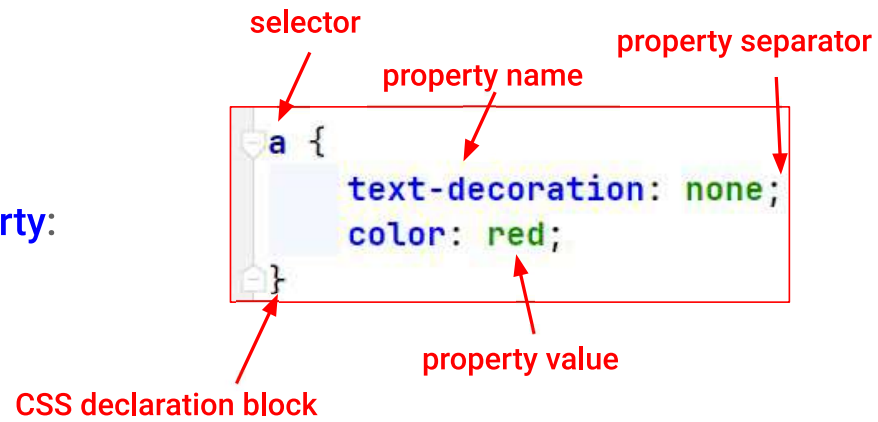 selector
property separator
property name
a {
text-decoration: none;
rty:
color: red;
}
property value
CSS declaration block